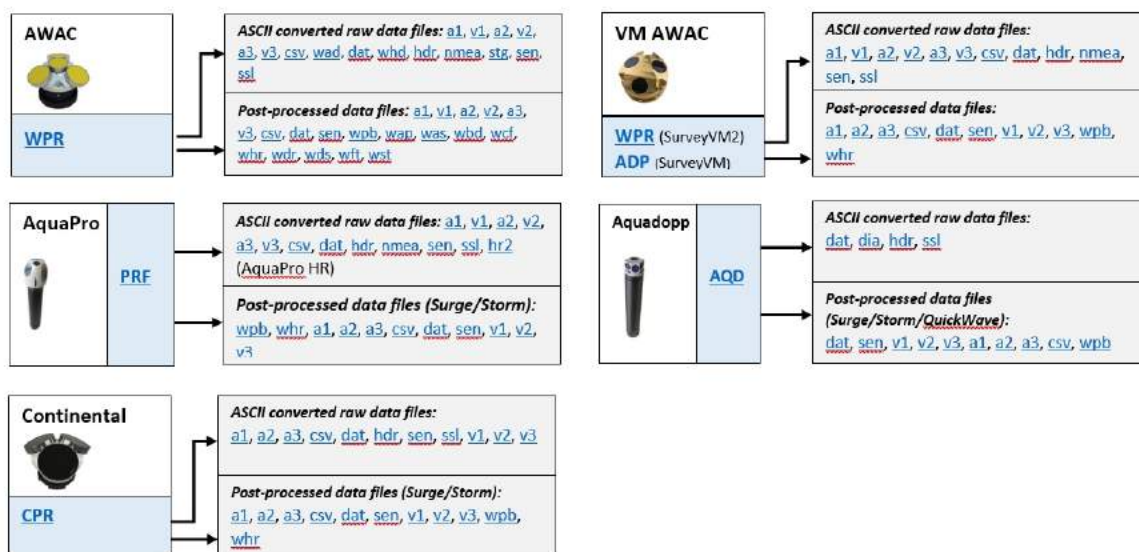 AWAC
WPR
ASCII converted raw data files: a1, v1, a2, v2,
a3, v3, csv, wad, dat, whd, hdr, nmea, stg, sen,
ssl
Post-processed data files: a1, v1, a2, v2, a3,
v3, csv, dat, sen, wpb, wap, was, wbd, wcf,
whr, wdr, wds, wft, wst
VM AWAC
WPR (SurveyVM2)
ADP (SurveyVM)
ASCII converted raw data files:
a1, v1, a2, v2, a3, v3, csv, dat, hdr, nmea,
sen, ssl
Post-processed data files:
a1, a2, a3, csv, dat, sen, v1, v2, v3, wpb,
whr
AquaPro
PRF
ASCII converted raw data files: a1, v1, a2, v2,
a3, v3, csv, dat, hdr, nmea, sen, ssl, hr2
(AquaPro HR)
Post-processed data files (Surge/Storm):
wpb, whr, a1, a2, a3, csv, dat, sen, v1, v2,
v3
Aquadopp
AQD
ASCII converted raw data files:
dat, dia, hdr, ssl
Post-processed data files
(Surge/Storm/QuickWave):
dat, sen, v1, v2, v3, a1, a2, a3, csv, wpb
Continental
CPR
ASCII converted raw data files:
a1, a2, a3, csv, dat, hdr, sen, ssl, v1, v2, v3
Post-processed data files (Surge/Storm):
a1, a2, a3, csv, dat, sen, v1, v2, v3, wpb,
whr